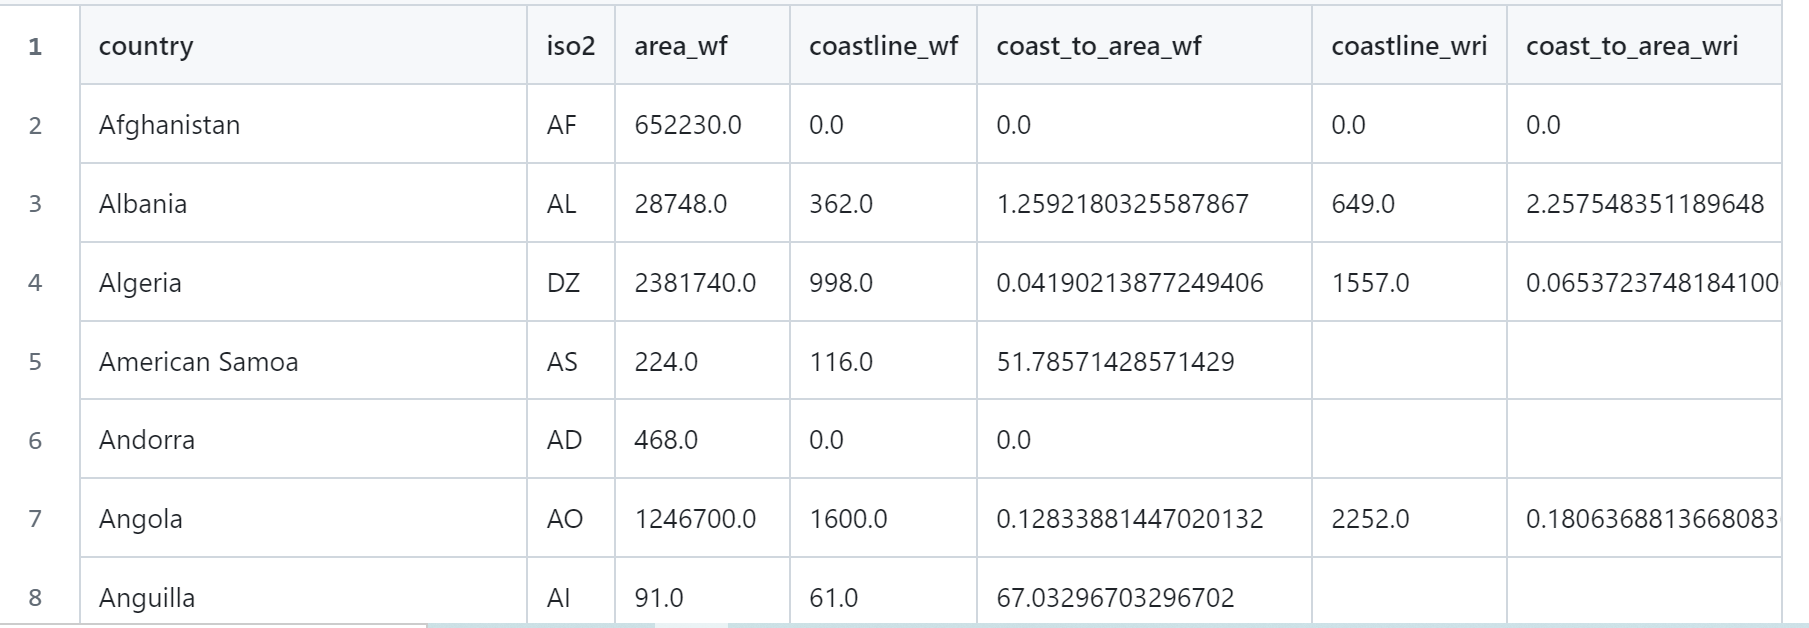 1 country iso2 area_wf coastline_wf coast_to_area_wf coastline_wri coast_to_area_wri
2 Afghanistan AF 652230.0 0.0 0.0 0.0 0.0
3 Albania AL 28748.0 362.0 1.2592180325587867 649.0 2.257548351189648
4 Algeria DZ 2381740.0 998.0 0.04190213877249406 1557.0 0.0653723748184100
5 American Samoa AS 224.0 116.0 51.78571428571429
6 Andorra AD 468.0 0.0 0.0
7 Angola AO 1246700.0 1600.0 0.12833881447020132 2252.0 0.1806368813668083
8 Anguilla AI 91.0 61.0 67.03296703296702